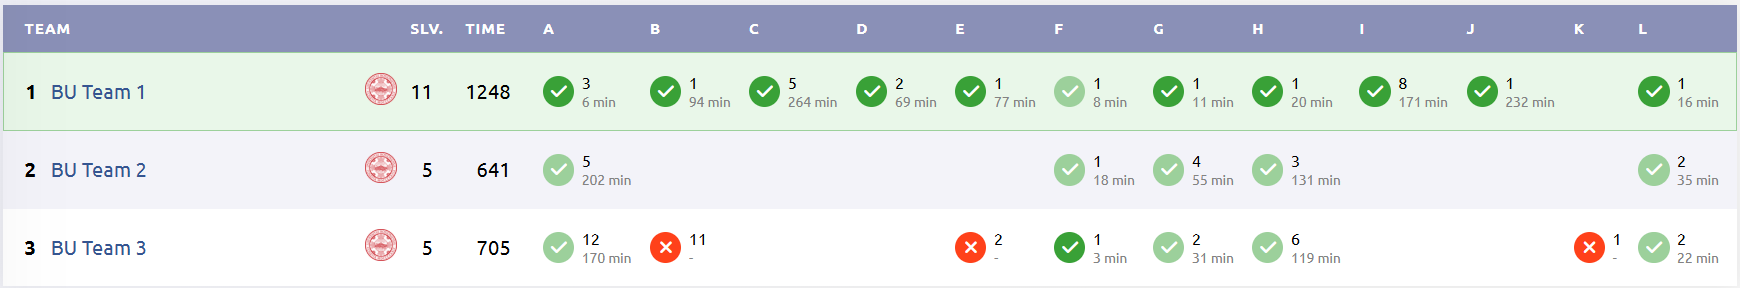 TEAM SLV. TIME A B C D E F G H I J K L
1 BU Team 1 11 1248 3 1 5 2 1 1 1 1 8 1 1
6 min 94 min 264 min 69 min 77 min 8 min 11 min 20 min 171 min 232 min 16 min
2 BU Team 2 5 641 5 1 4 3 2
202 min 18 min 55 min 131 min 35 min
3 BU Team 3 5 705 12 11 2 1 2 6 1 2
170 min - - 3 min 31 min 119 min - 22 min